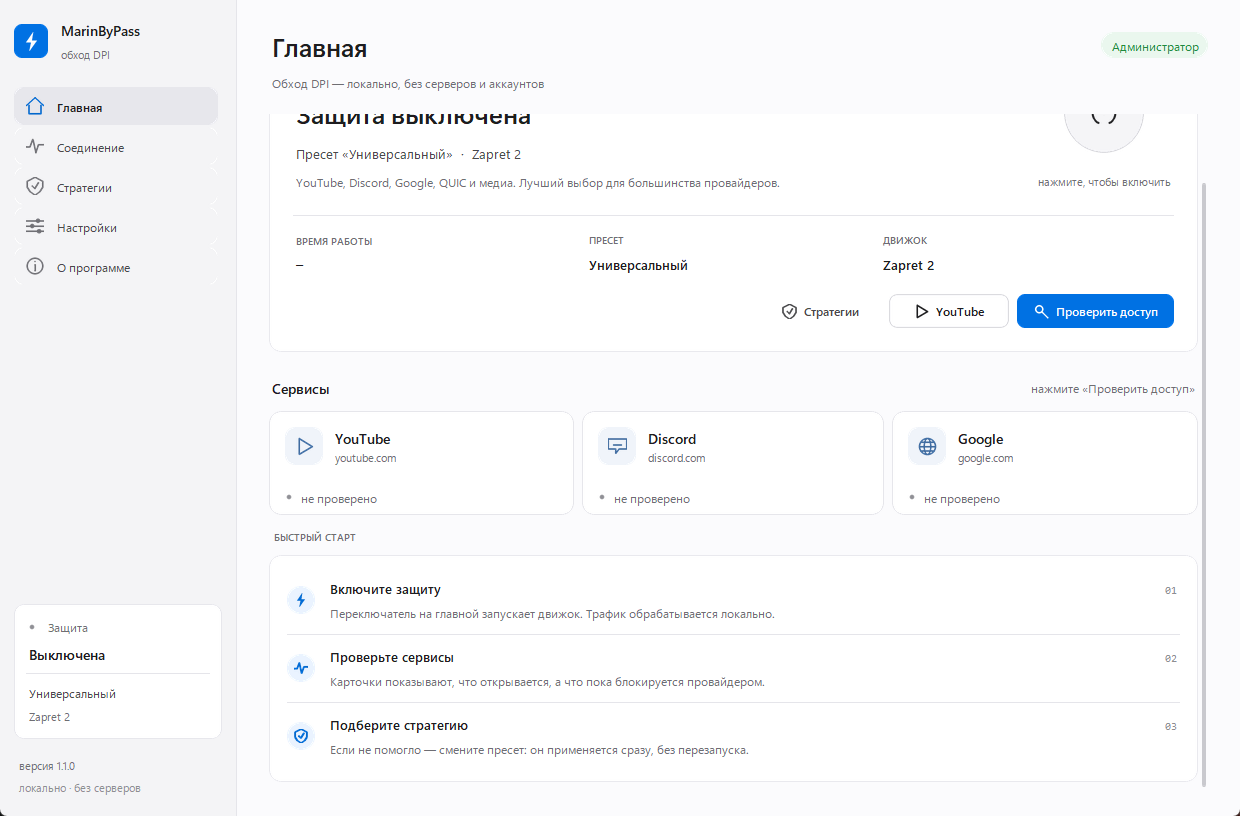 MarinByPass
обход DPI
Главная
Соединение
Стратегии
Настройки
О программе
Защита
Выключена
Универсальный
Zapret 2
версия 1.1.0
локально · без серверов
Главная
Администратор
Обход DPI — локально, без серверов и аккаунтов
Защита выключена
Пресет «Универсальный» · Zapret 2
YouTube, Discord, Google, QUIC и медиа. Лучший выбор для большинства провайдеров.
нажмите, чтобы включить
ВРЕМЯ РАБОТЫ
—
ПРЕСЕТ
Универсальный
ДВИЖОК
Zapret 2
Стратегии
YouTube
Проверить доступ
Сервисы
нажмите «Проверить доступ»
YouTube
youtube.com
не проверено
Discord
discord.com
не проверено
Google
google.com
не проверено
БЫСТРЫЙ СТАРТ
Включите защиту
01
Переключатель на главной запускает движок. Трафик обрабатывается локально.
Проверьте сервисы
02
Карточки показывают, что открывается, а что пока блокируется провайдером.
Подберите стратегию
03
Если не помогло — смените пресет: он применяется сразу, без перезапуска.